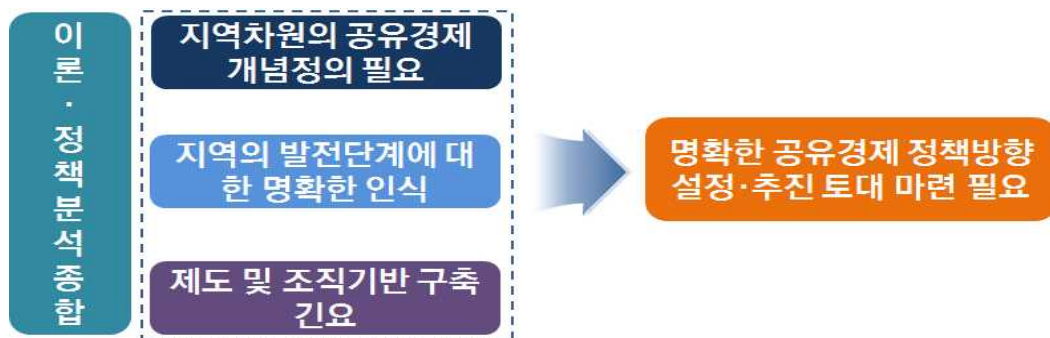 이론·정책분석종합
지역차원의 공유경제
개념정의 필요
지역의 발전단계에 대
한 명확한 인식
제도 및 조직기반 구축
긴요
명확한 공유경제 정책방향
설정·추진 토대 마련 필요